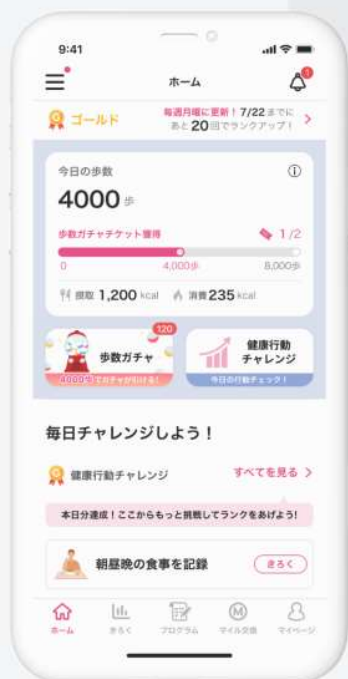 9:41
ホーム
1
ゴールド
毎週月曜に更新！7/22までに
あと20回でランクアップ！
今日の歩数
4000 歩
歩数ガチャチケット獲得 1/2
0 4,000歩 8,000歩
摂取 1,200 kcal 消費 235 kcal
120
歩数ガチャ
4000歩でガチャが引ける!
健康行動
チャレンジ
今日の行動チェック！
毎日チャレンジしよう！
健康行動チャレンジ すべてを見る
本日分達成！ここからもっと挑戦してランクをあげよう!
朝昼晩の食事を記録 きろく
ホーム きろく プログラム マイル交換 マイページ